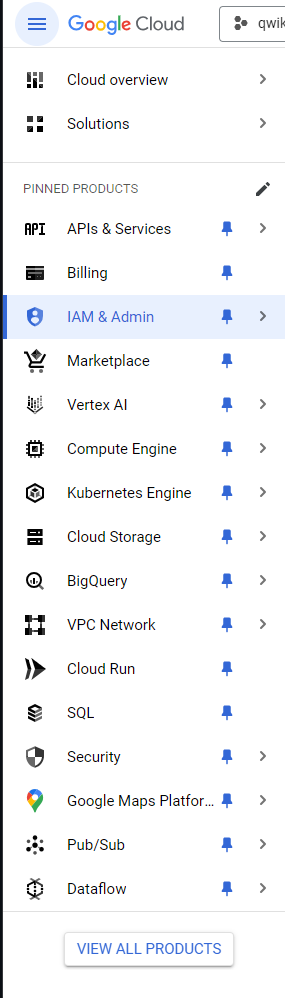 Google Cloud
qwik
Cloud overview
Solutions
PINNED PRODUCTS
API APIs & Services
Billing
IAM & Admin
Marketplace
Vertex AI
Compute Engine
Kubernetes Engine
Cloud Storage
BigQuery
VPC Network
Cloud Run
SQL
Security
Google Maps Platfor...
Pub/Sub
Dataflow
VIEW ALL PRODUCTS